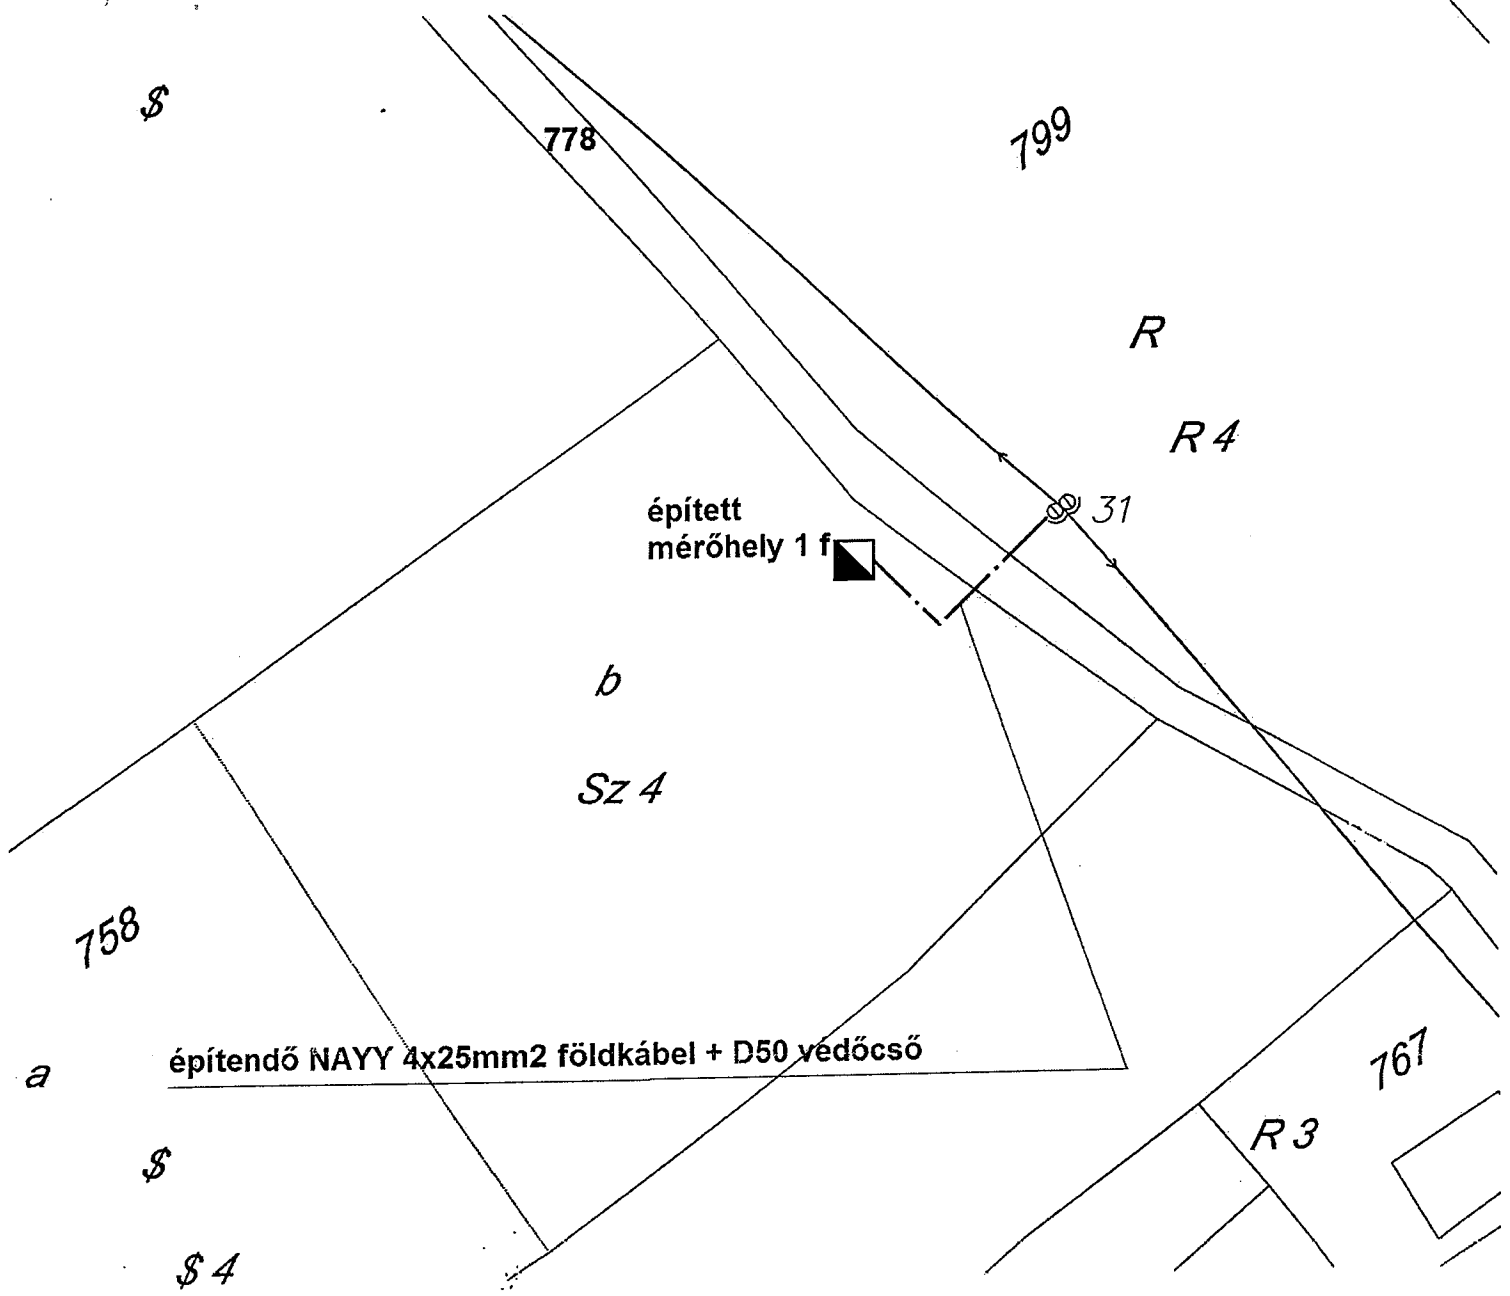 $
778
799
R
R 4
31
épített
mérőhely 1 f
b
Sz 4
758
építendő NAYY 4x25mm2 földkábel + D50 védőcső
a
767
R 3
$
$ 4